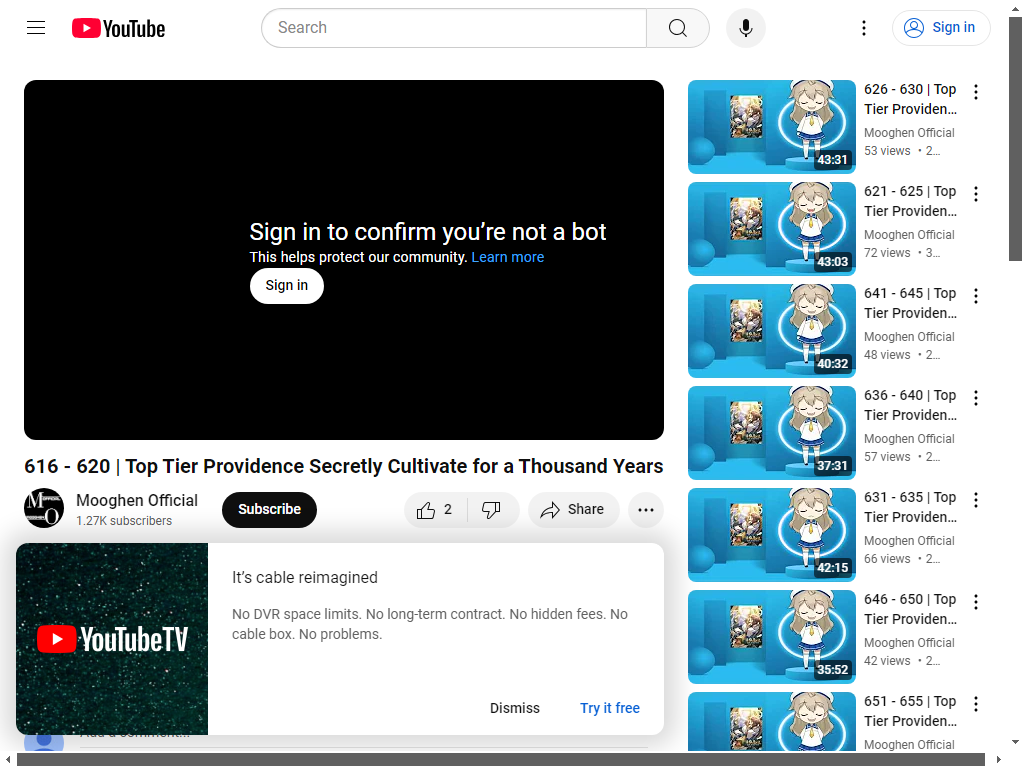 YouTube
Search
Sign in
Sign in to confirm you’re not a bot
This helps protect our community. Learn more
Sign in
616 - 620 | Top Tier Providence Secretly Cultivate for a Thousand Years
Mooghen Official
1.27K subscribers
Subscribe
2
Share
YouTubeTV
It’s cable reimagined
No DVR space limits. No long-term contract. No hidden fees. No
cable box. No problems.
Dismiss
Try it free
Add a comment...
626 - 630 | Top
Tier Providen…
Mooghen Official
53 views • 2…
43:31
621 - 625 | Top
Tier Providen…
Mooghen Official
72 views • 3…
43:03
641 - 645 | Top
Tier Providen…
Mooghen Official
48 views • 2…
40:32
636 - 640 | Top
Tier Providen…
Mooghen Official
57 views • 2…
37:31
631 - 635 | Top
Tier Providen…
Mooghen Official
66 views • 2…
42:15
646 - 650 | Top
Tier Providen…
Mooghen Official
42 views • 2…
35:52
651 - 655 | Top
Tier Providen…
Mooghen Official